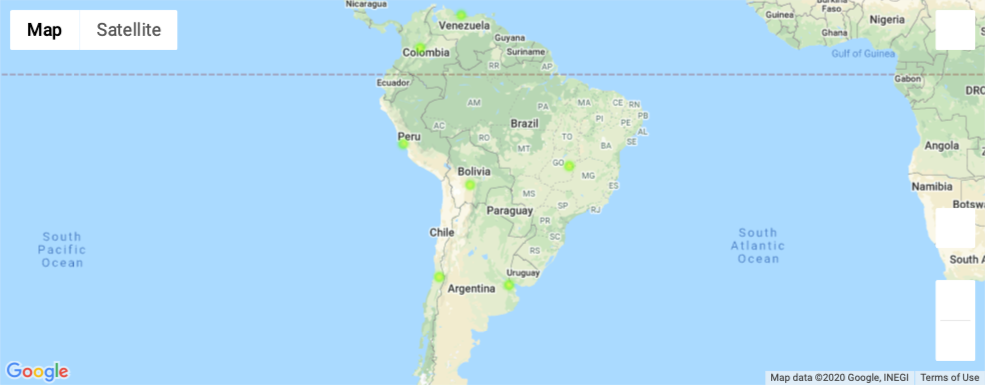 Map
Satellite
Nicaragua
Venezuela
Guyana
Suriname
Colombia
RR
AP
Ecuador
AM
PA
MA
CE
RN
PB
PE
AL
SE
PI
AC
Brazil
TO
RO
Peru
MT
BA
GO
Bolivia
MG
MS
ES
SP
RJ
Paraguay
PR
SC
Chile
RS
Uruguay
Argentina
South
Pacific
Ocean
South
Atlantic
Ocean
Guinea
Burkina
Faso
Ghana
Nigeria
Gulf of Guinea
Gabon
DRC
Angola
Namibia
Botsw
South A
Google
Map data ©2020 Google, INEGI
Terms of Use